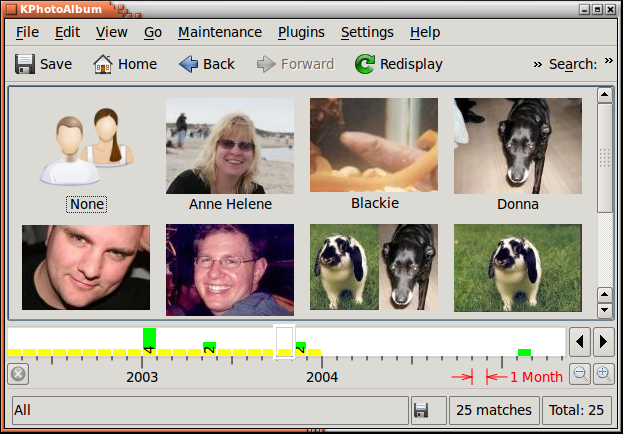 KPhotoAlbum
File Edit View Go Maintenance Plugins Settings Help
Save Home Back Forward Redisplay » Search: »
None Anne Helene Blackie Donna
4 2 2
2003 2004 1 Month
All 25 matches Total: 25